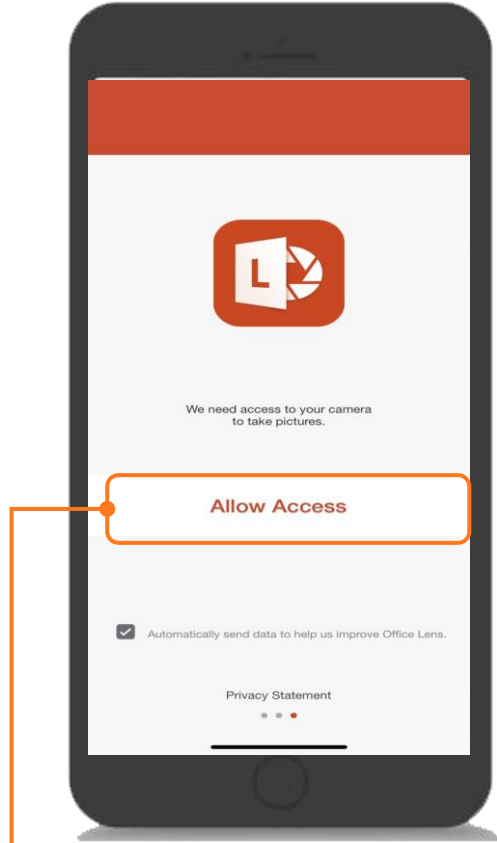 L
We need access to your camera
to take pictures.
Allow Access
Automatically send data to help us improve Office Lens.
Privacy Statement